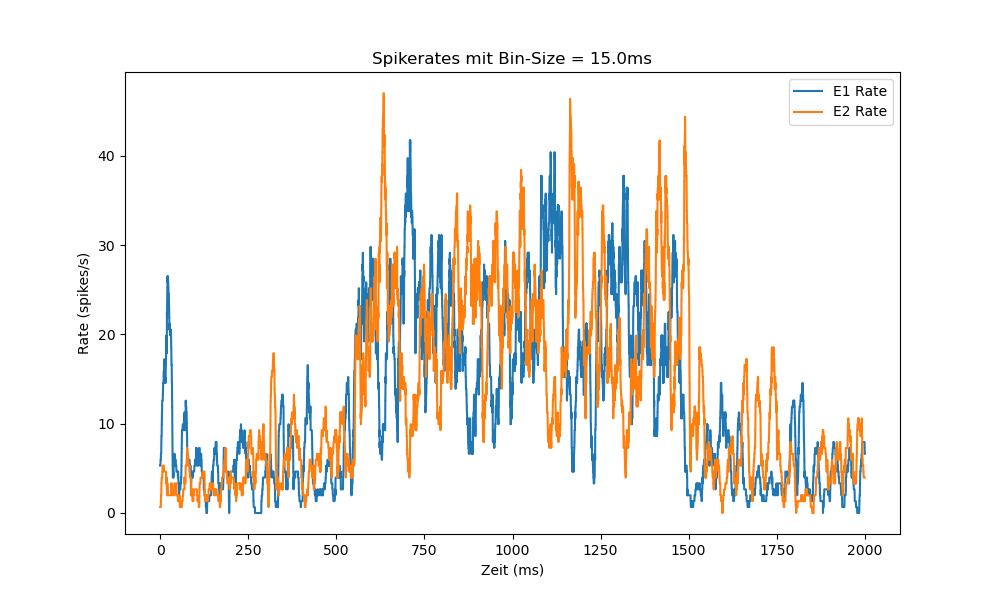 Spikerates mit Bin-Size = 15.0ms
E1 Rate
E2 Rate
Rate (spikes/s)
40
30
20
10
0
0 250 500 750 1000 1250 1500 1750 2000
Zeit (ms)